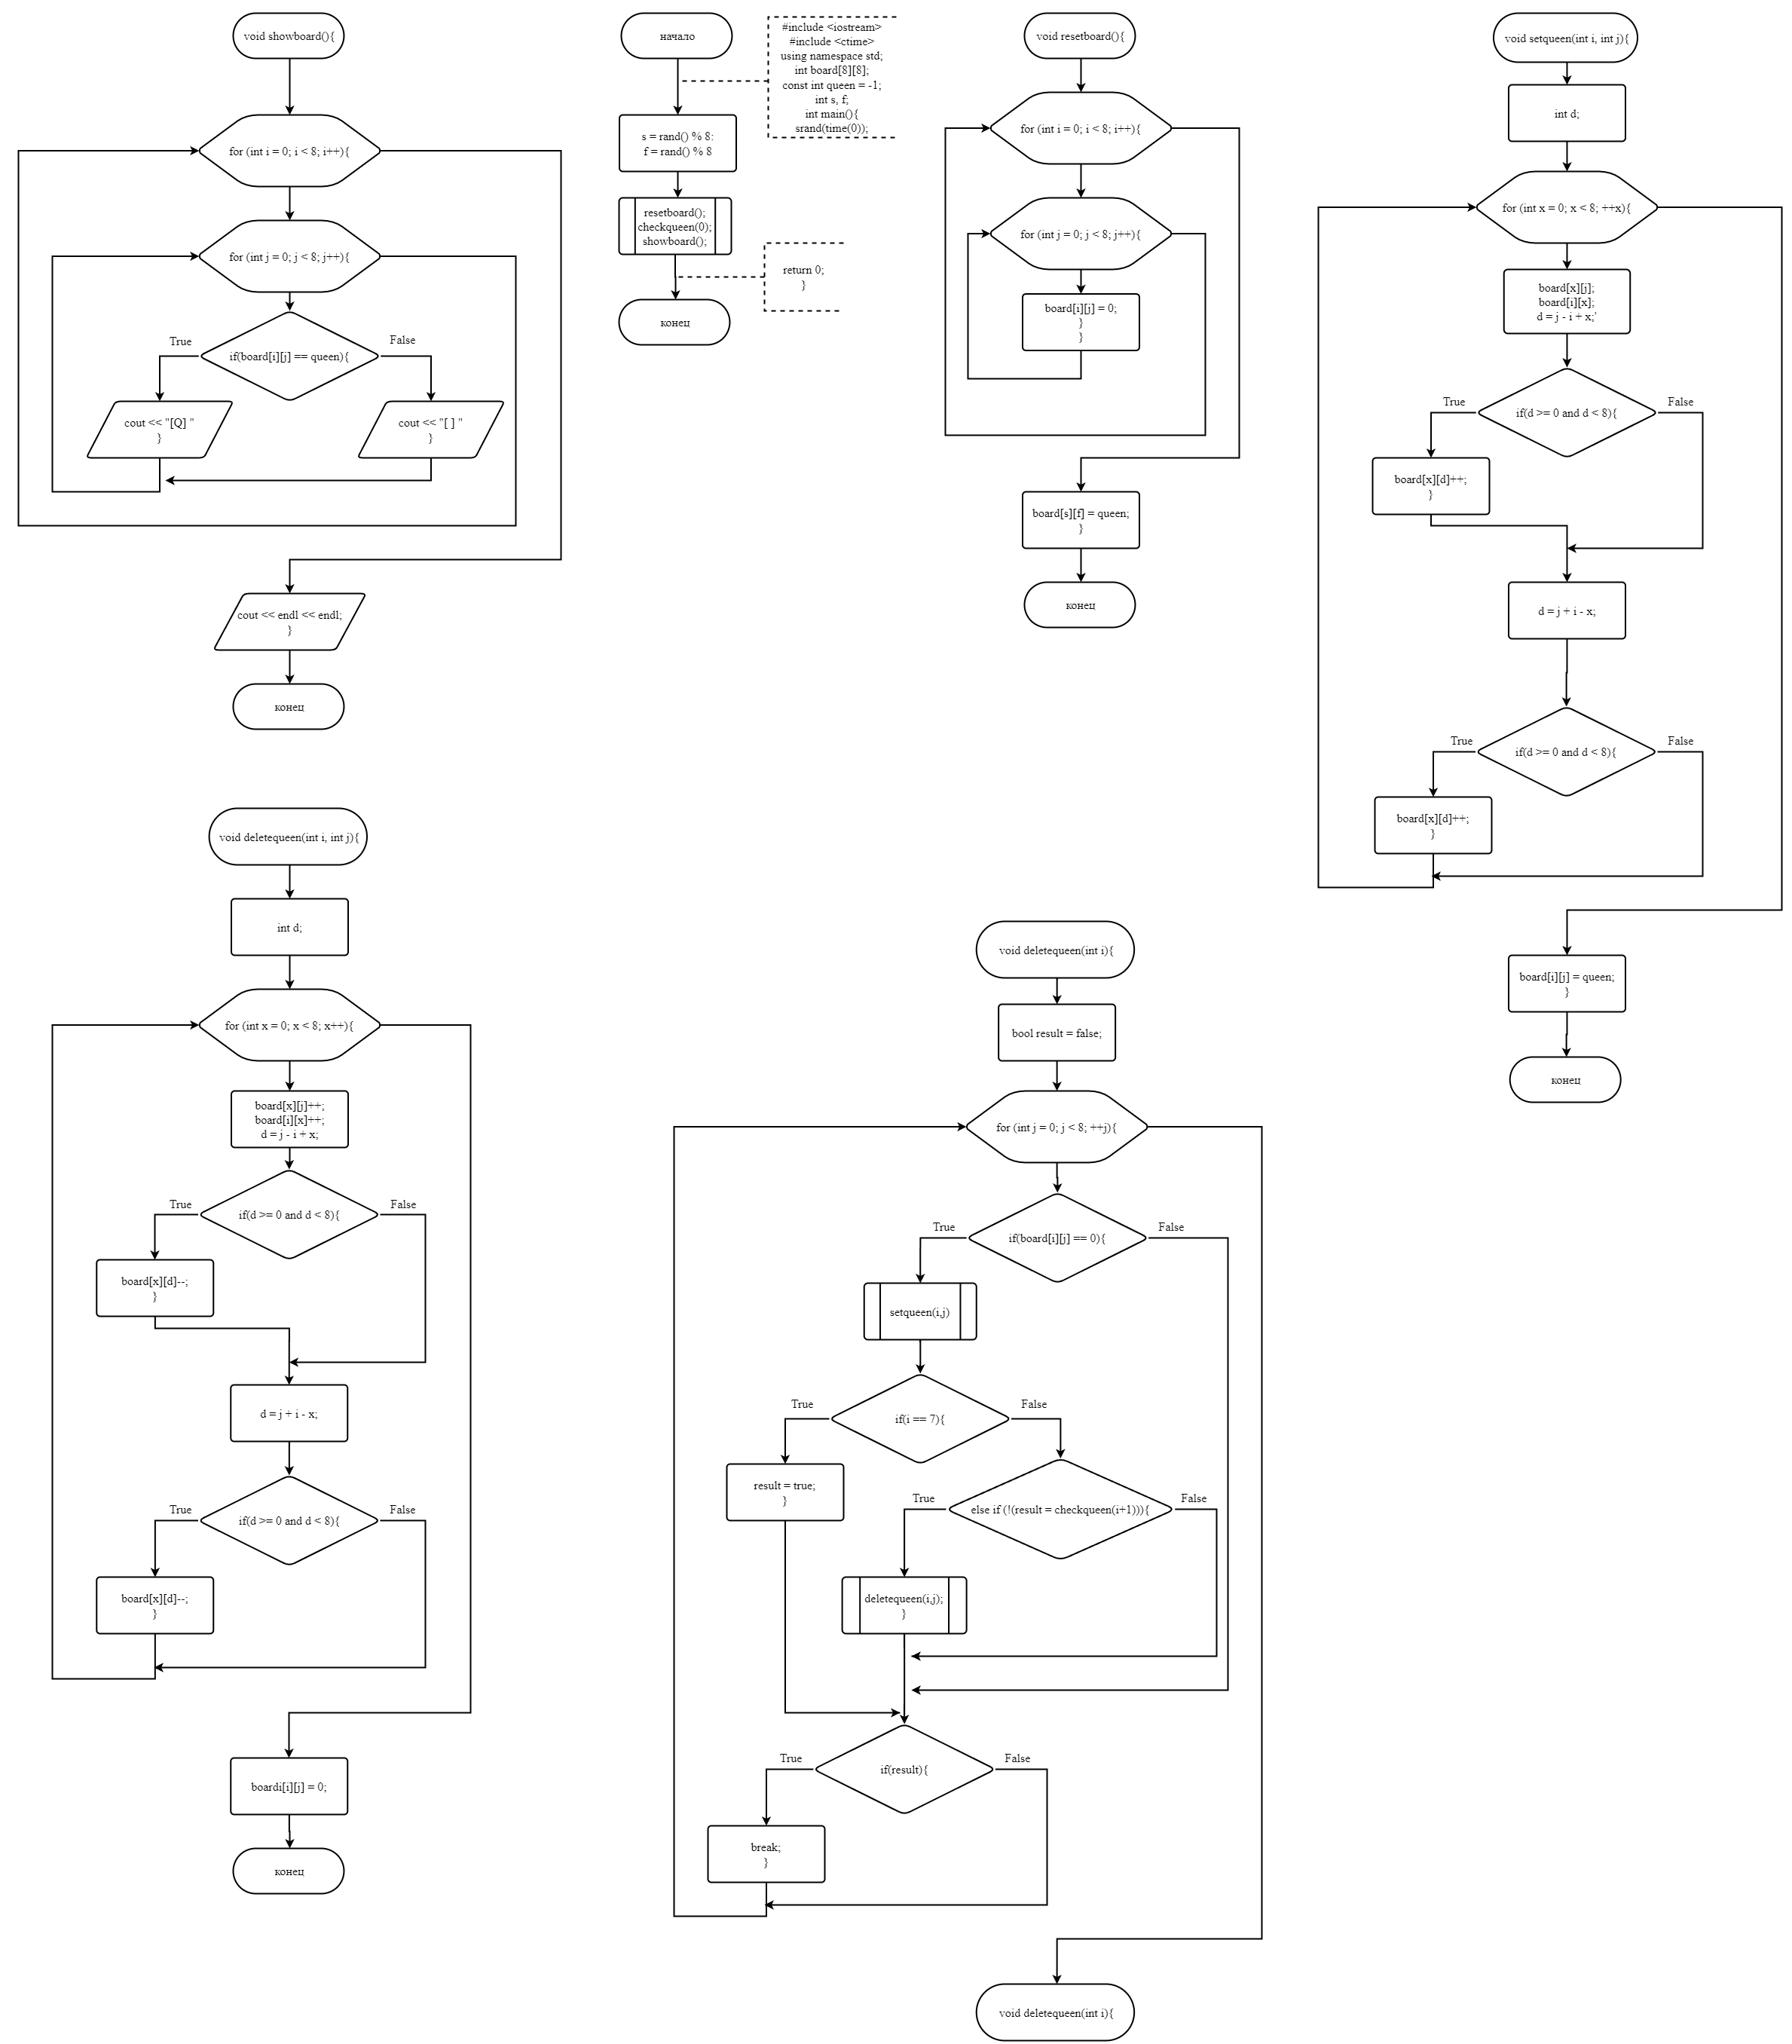 void showboard(){
for (int i = 0; i < 8; i++){
for (int j = 0; j < 8; j++){
if(board[i][j] == queen){
True
False
cout << "[Q] "
}
cout << "[ ] "
}
cout << endl << endl;
}
конец
начало
#include <iostream>
#include <ctime>
using namespace std;
int board[8][8];
const int queen = -1;
int s, f;
int main(){
srand(time(0));
s = rand() % 8:
f = rand() % 8
resetboard();
checkqueen(0);
showboard();
return 0;
}
конец
void resetboard(){
for (int i = 0; i < 8; i++){
for (int j = 0; j < 8; j++){
board[i][j] = 0;
}
}
board[s][f] = queen;
}
конец
void setqueen(int i, int j){
int d;
for (int x = 0; x < 8; ++x){
board[x][j];
board[i][x];
d = j - i + x;'
if(d >= 0 and d < 8){
True
False
board[x][d]++;
}
d = j + i - x;
if(d >= 0 and d < 8){
True
False
board[x][d]++;
}
board[i][j] = queen;
}
конец
void deletequeen(int i, int j){
int d;
for (int x = 0; x < 8; x++){
board[x][j]++;
board[i][x]++;
d = j - i + x;
if(d >= 0 and d < 8){
True
False
board[x][d]--;
}
d = j + i - x;
if(d >= 0 and d < 8){
True
False
board[x][d]--;
}
boardi[i][j] = 0;
конец
void deletequeen(int i){
bool result = false;
for (int j = 0; j < 8; ++j){
if(board[i][j] == 0){
True
False
setqueen(i,j)
if(i == 7){
True
False
result = true;
}
else if (!(result = checkqueen(i+1))){
True
False
deletequeen(i,j);
}
if(result){
True
False
break;
}
void deletequeen(int i){